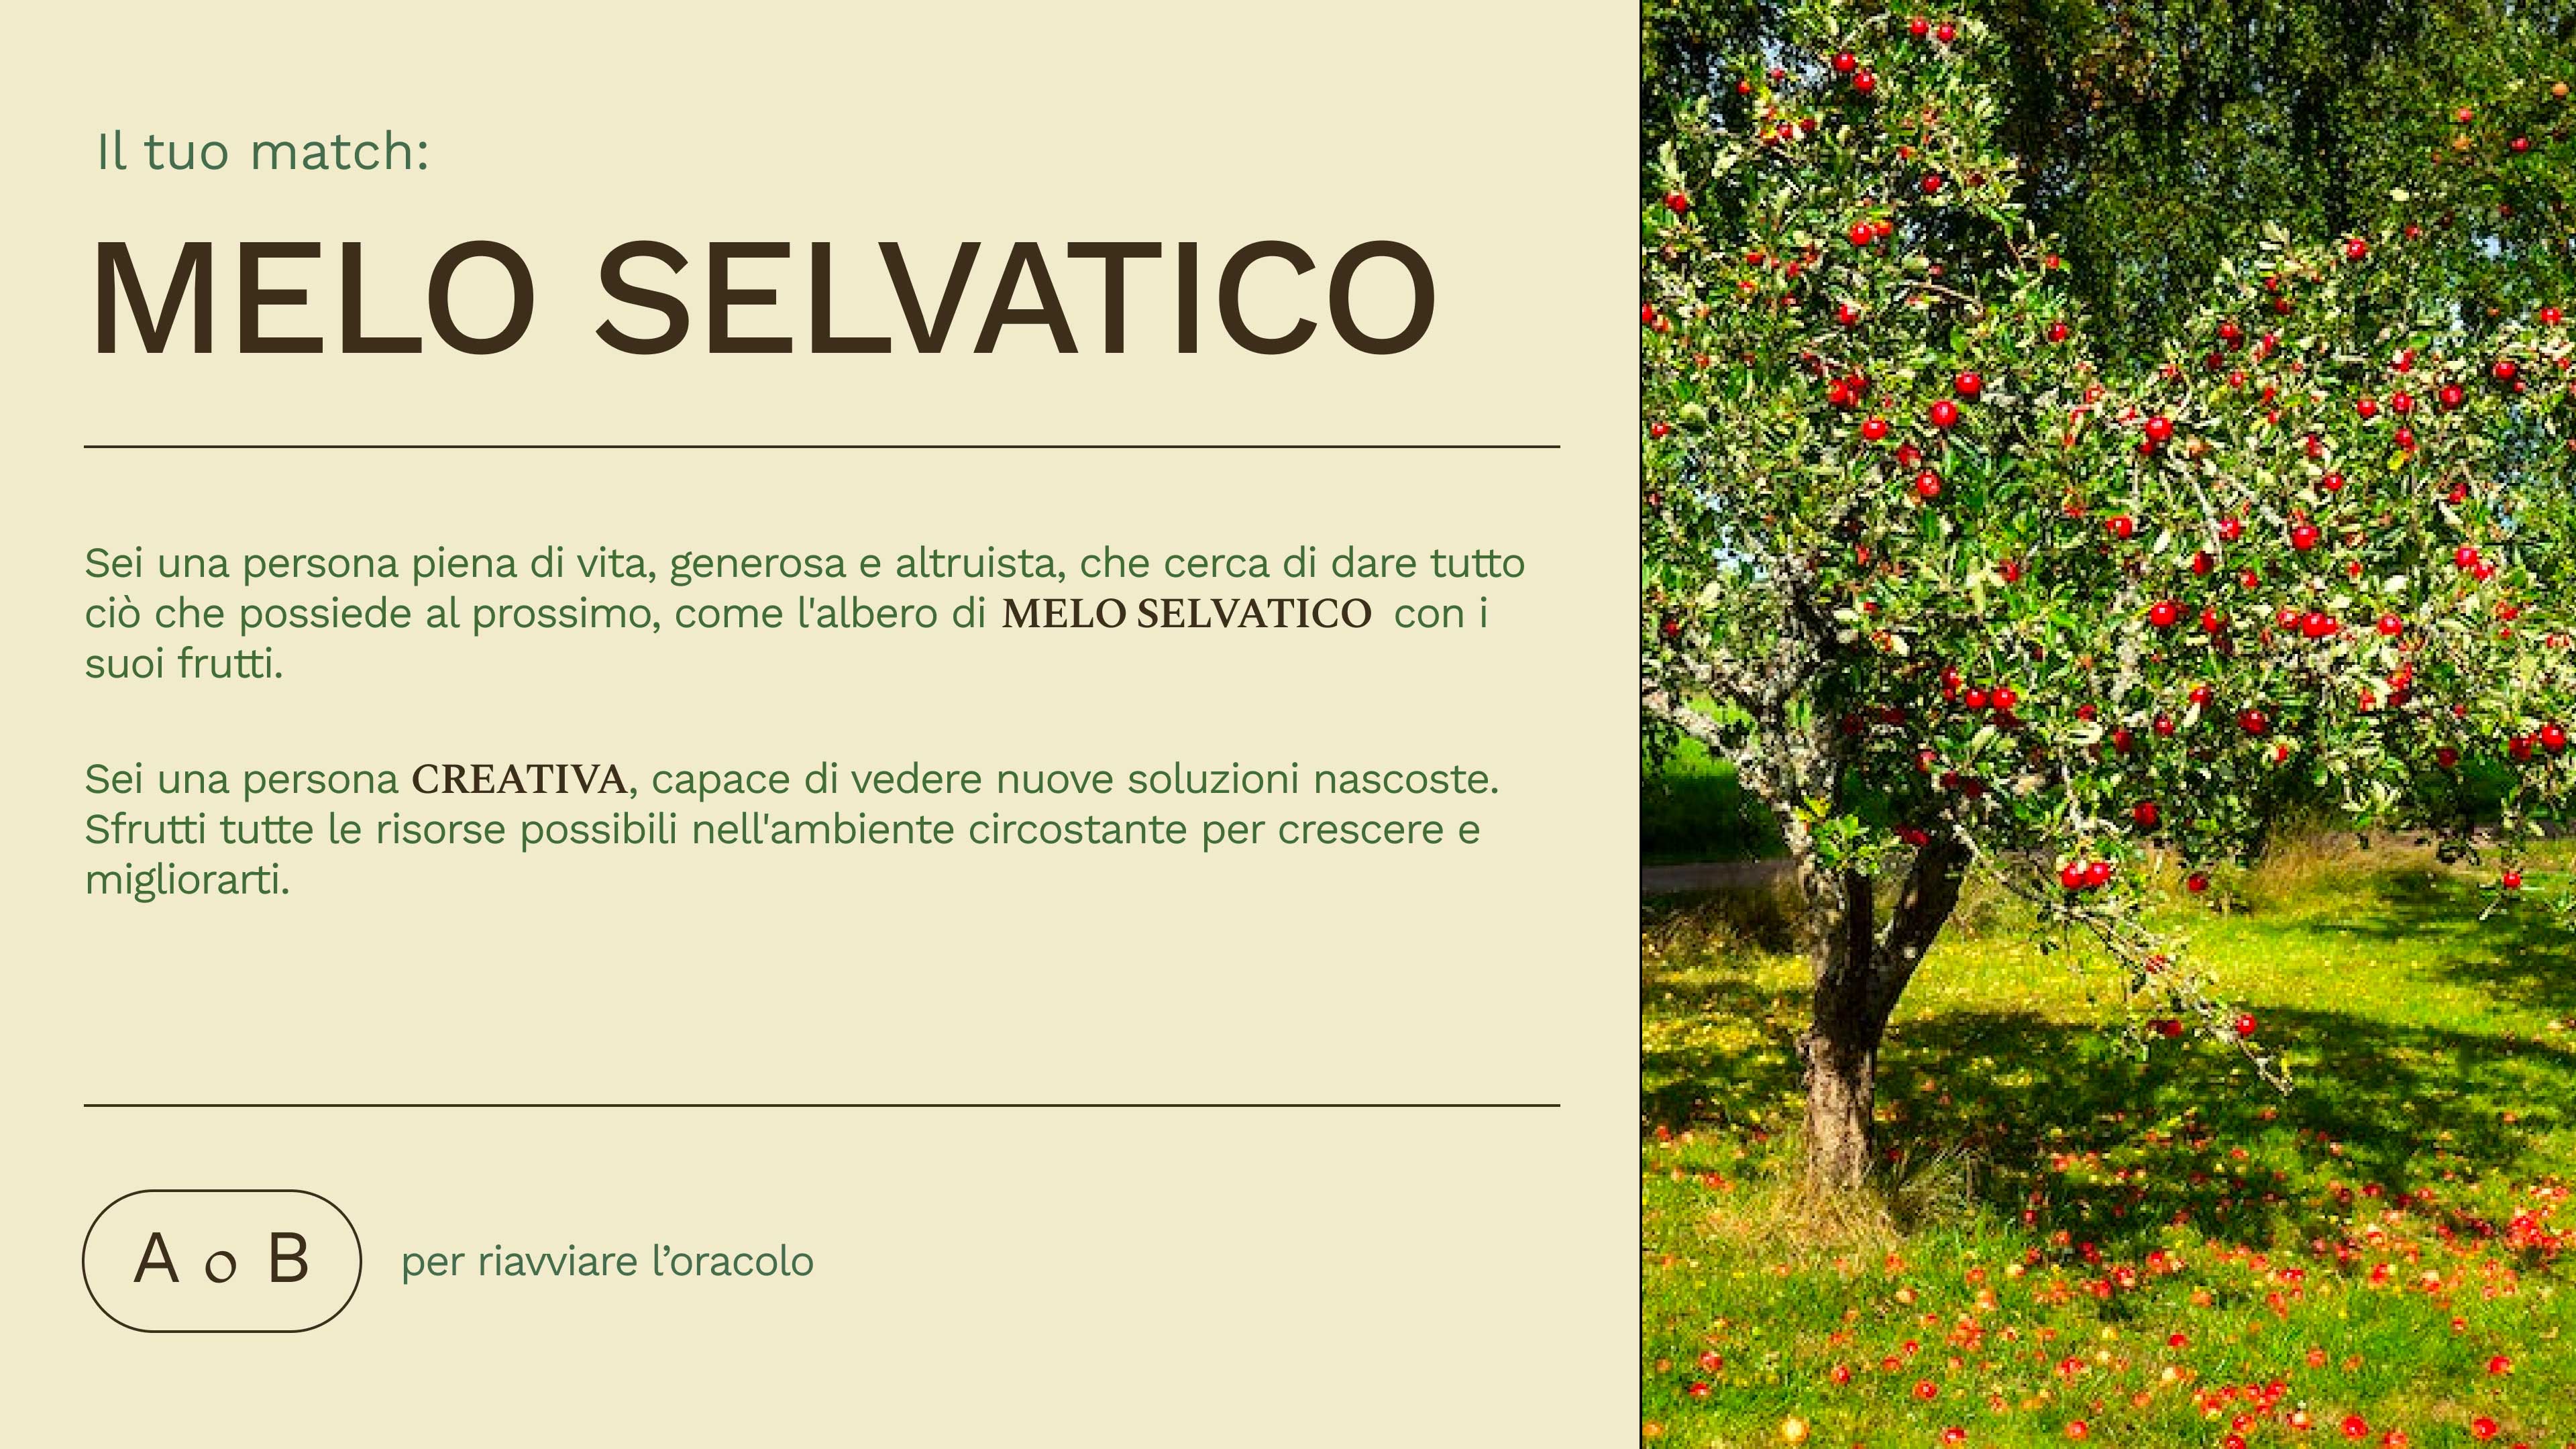 Il tuo match:
MELO SELVATICO
Sei una persona piena di vita, generosa e altruista, che cerca di dare tutto
ciò che possiede al prossimo, come l'albero di MELO SELVATICO con i
suoi frutti.
Sei una persona CREATIVA, capace di vedere nuove soluzioni nascoste.
Sfrutti tutte le risorse possibili nell'ambiente circostante per crescere e
migliorarti.
A o B per riavviare l’oracolo